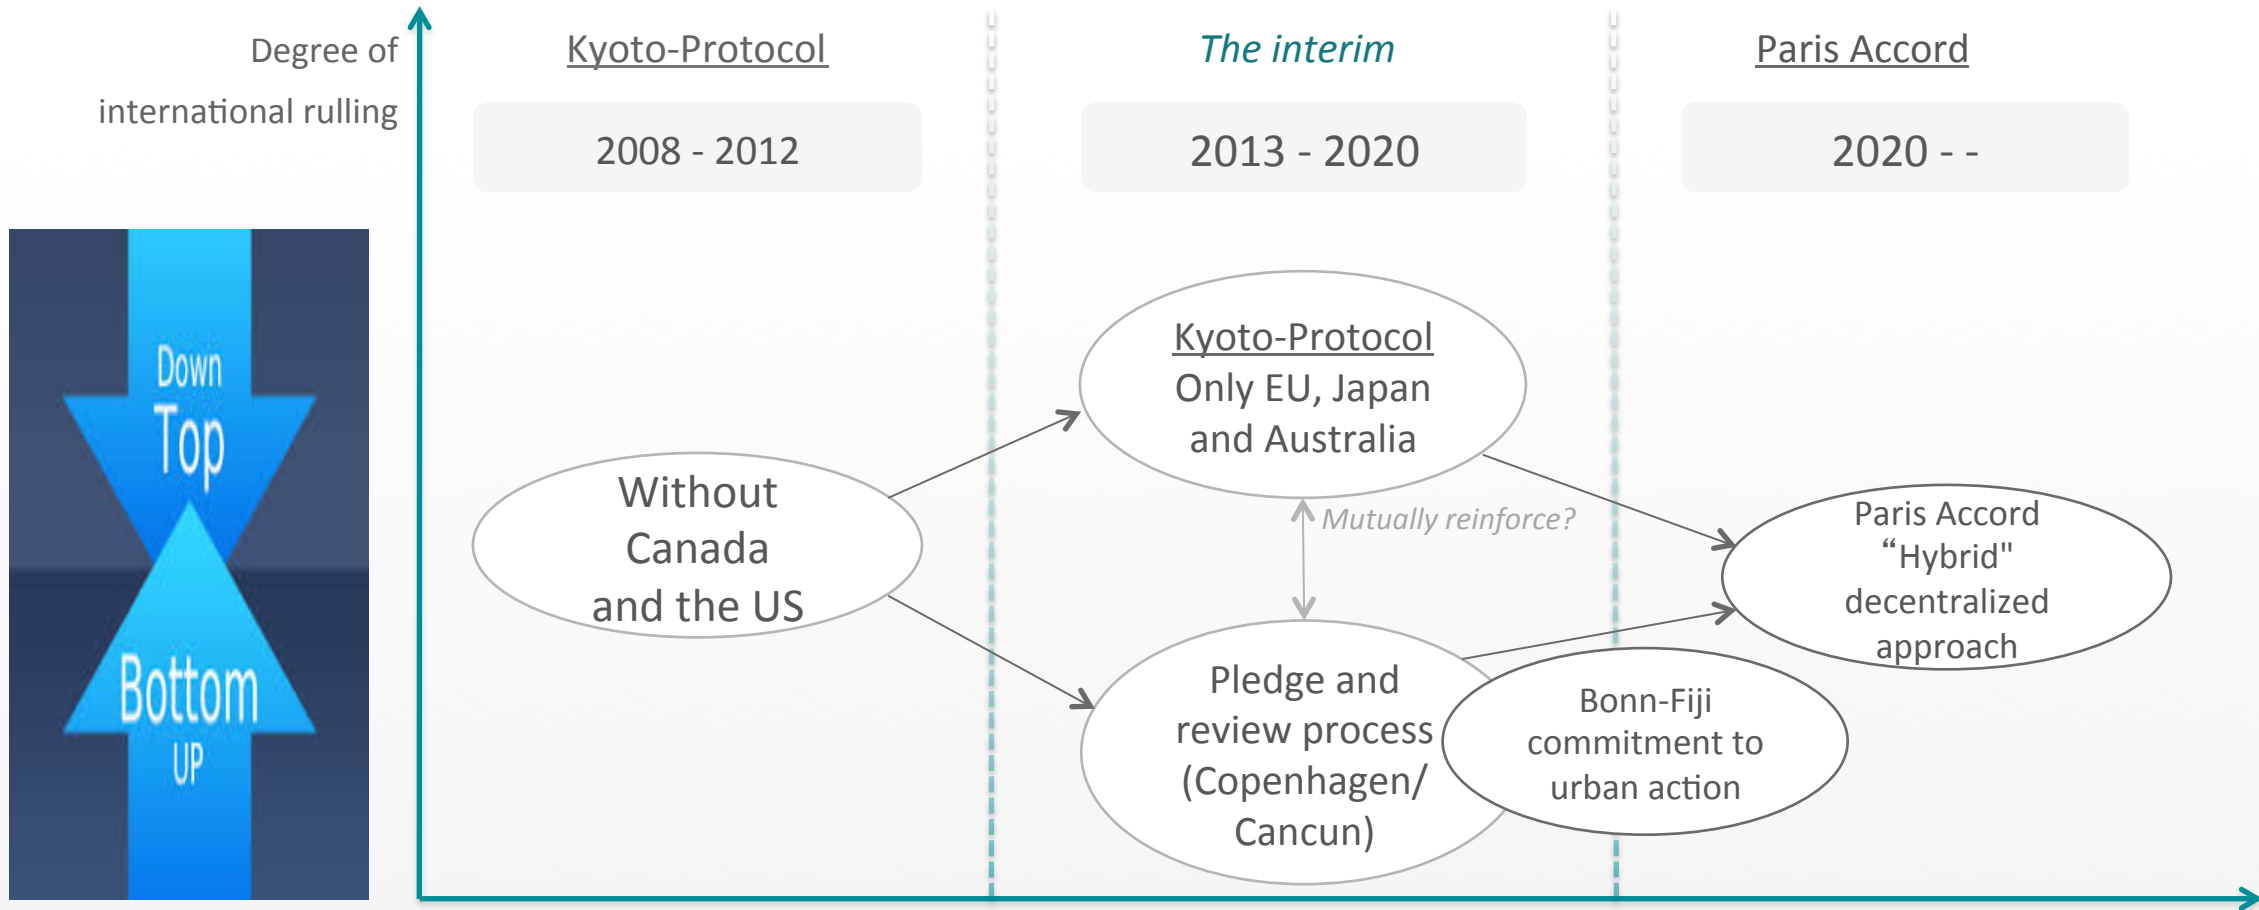 Degree of
international rulling
Kyoto-Protocol
The interim
Paris Accord
2008 - 2012
2013 - 2020
2020 - -
Down
Top
Bottom
UP
Without
Canada
and the US
Kyoto-Protocol
Only EU, Japan
and Australia
Mutually reinforce?
Pledge and
review process
(Copenhagen/
Cancun)
Bonn-Fiji
commitment to
urban action
Paris Accord
“Hybrid"
decentralized
approach